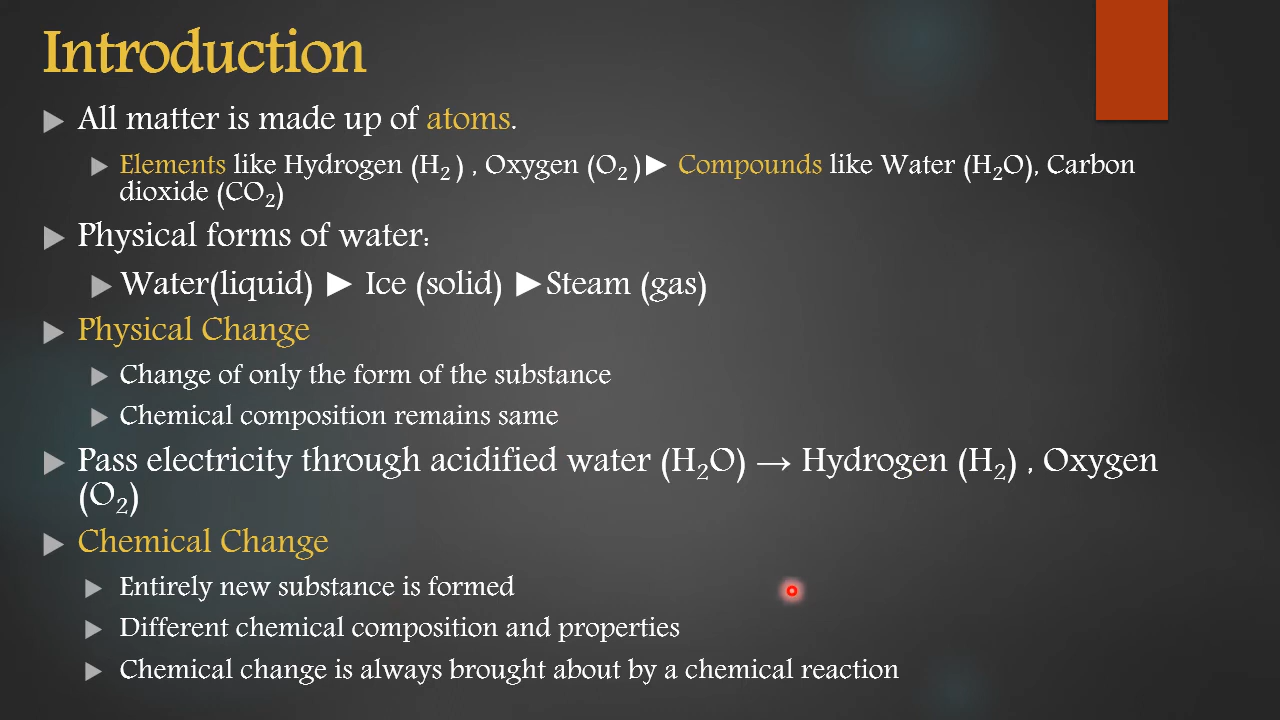 Introduction
▶ All matter is made up of atoms.
▶ Elements like Hydrogen (H₂ ) , Oxygen (O₂ )▶ Compounds like Water (H₂O), Carbon
dioxide (CO₂)
▶ Physical forms of water:
▶ Water(liquid) ▶ Ice (solid) ▶Steam (gas)
▶ Physical Change
▶ Change of only the form of the substance
▶ Chemical composition remains same
▶ Pass electricity through acidified water (H₂O) → Hydrogen (H₂) , Oxygen
(O₂)
▶ Chemical Change
▶ Entirely new substance is formed
▶ Different chemical composition and properties
▶ Chemical change is always brought about by a chemical reaction